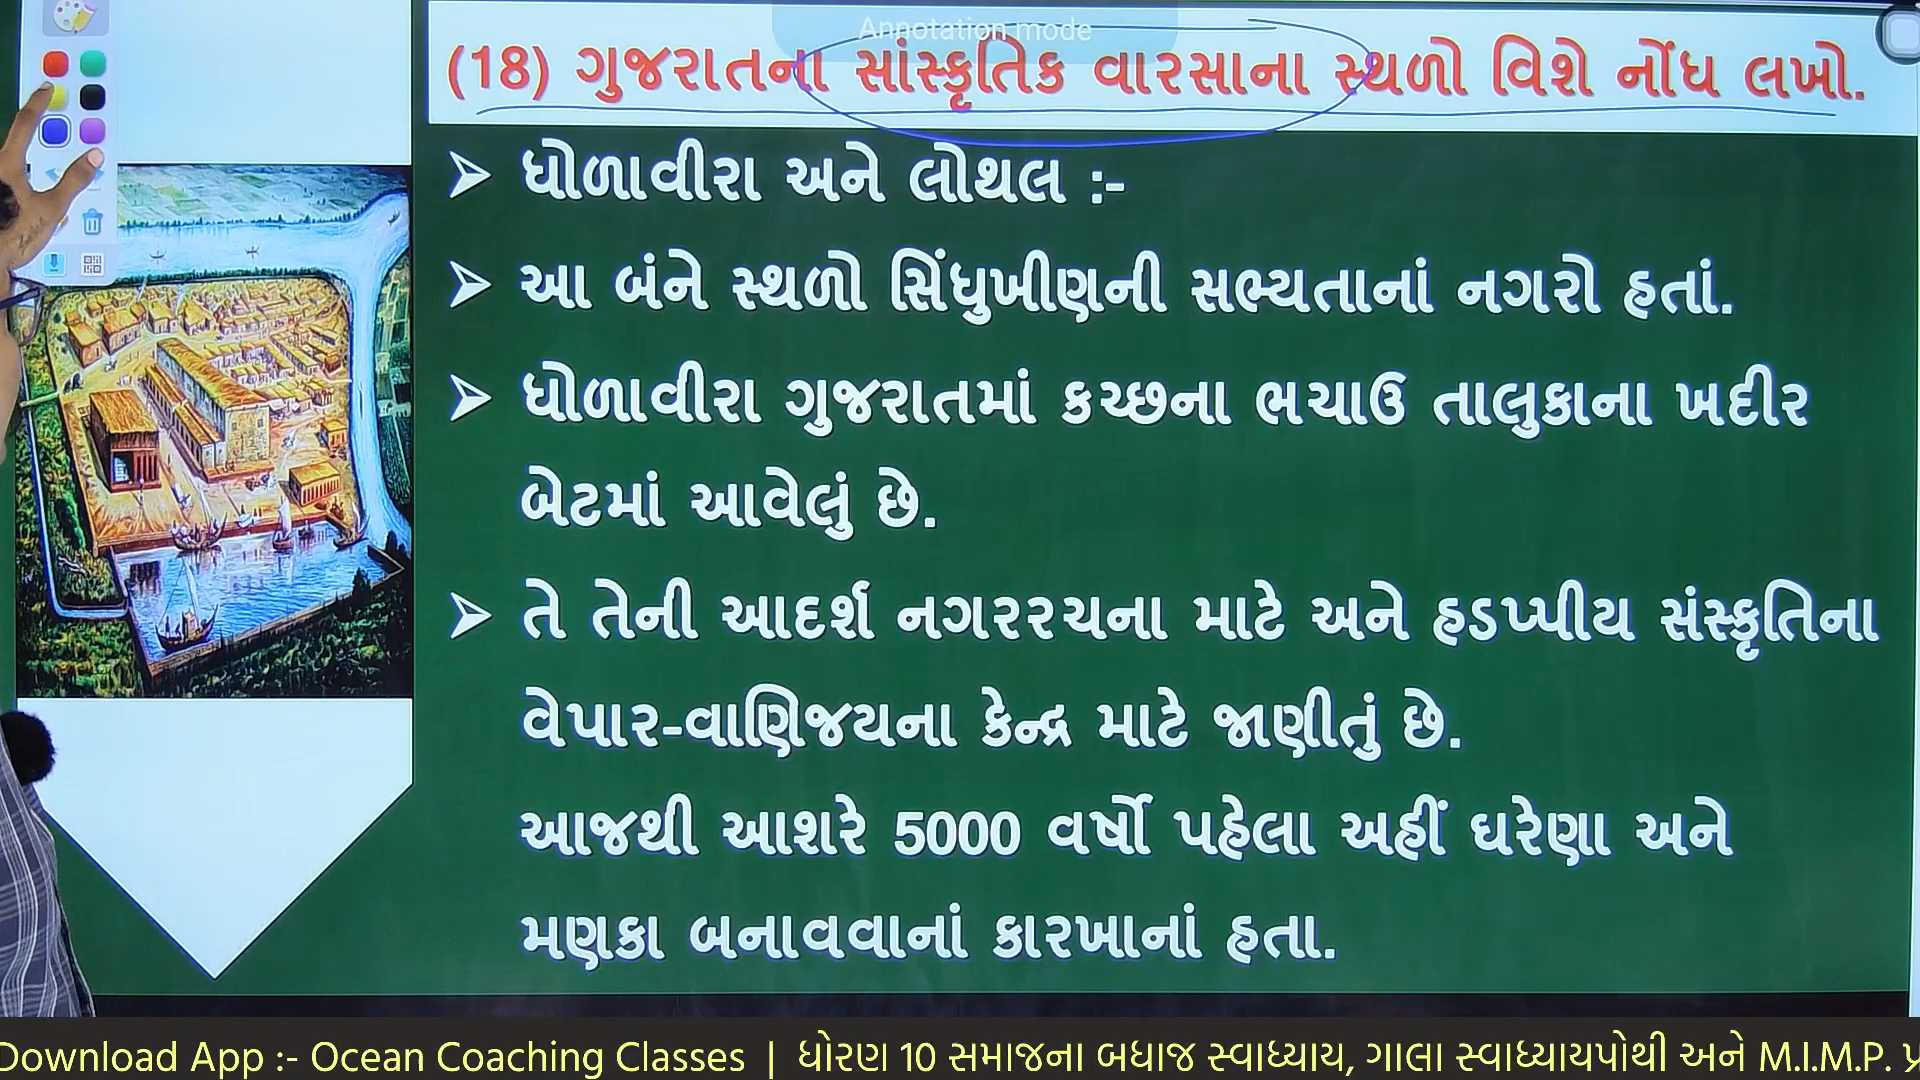 Annotation mode
(18) ગુજરાતના સાંસ્કૃતિક વારસાના સ્થળો વિશે નોંધ લખો.
➤ ધોળાવીરા અને લોથલ :-
➤ આ બંને સ્થળો સિંધુખીણની સભ્યતાનાં નગરો હતાં.
➤ ધોળાવીરા ગુજરાતમાં કચ્છના ભચાઉ તાલુકાના ખદીર
બેટમાં આવેલું છે.
➤ તે તેની આદર્શ નગરરચના માટે અને હડપ્પીય સંસ્કૃતિના
વેપાર-વાણિજયના કેન્દ્ર માટે જાણીતું છે.
આજથી આશરે 5000 વર્ષો પહેલા અહીં ઘરેણા અને
મણકા બનાવવાનાં કારખાનાં હતા.
Download App :- Ocean Coaching Classes | ધોરણ 10 સમાજના બધાજ સ્વાધ્યાય, ગાલા સ્વાધ્યાયપોથી અને M.I.M.P. પ્ર